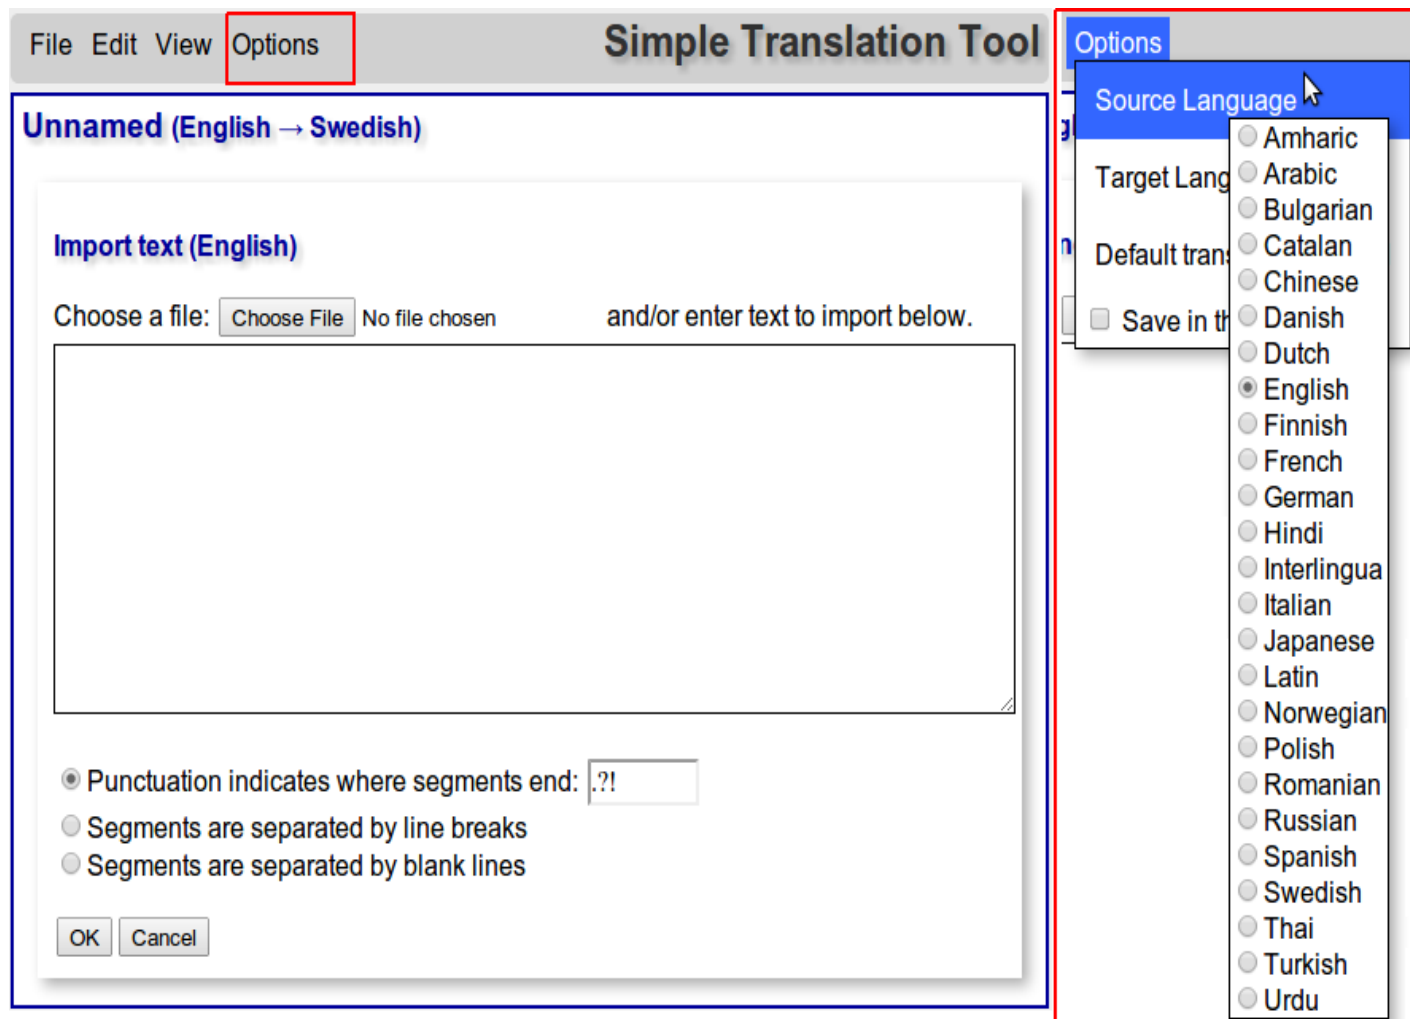 File Edit View Options
Simple Translation Tool
Unnamed (English → Swedish)
Import text (English)
Choose a file: Choose File No file chosen and/or enter text to import below.
Punctuation indicates where segments end: .?!
Segments are separated by line breaks
Segments are separated by blank lines
OK Cancel
Options
Source Language
Target Lang
Default tran
Save in th
Amharic
Arabic
Bulgarian
Catalan
Chinese
Danish
Dutch
English
Finnish
French
German
Hindi
Interlingua
Italian
Japanese
Latin
Norwegian
Polish
Romanian
Russian
Spanish
Swedish
Thai
Turkish
Urdu